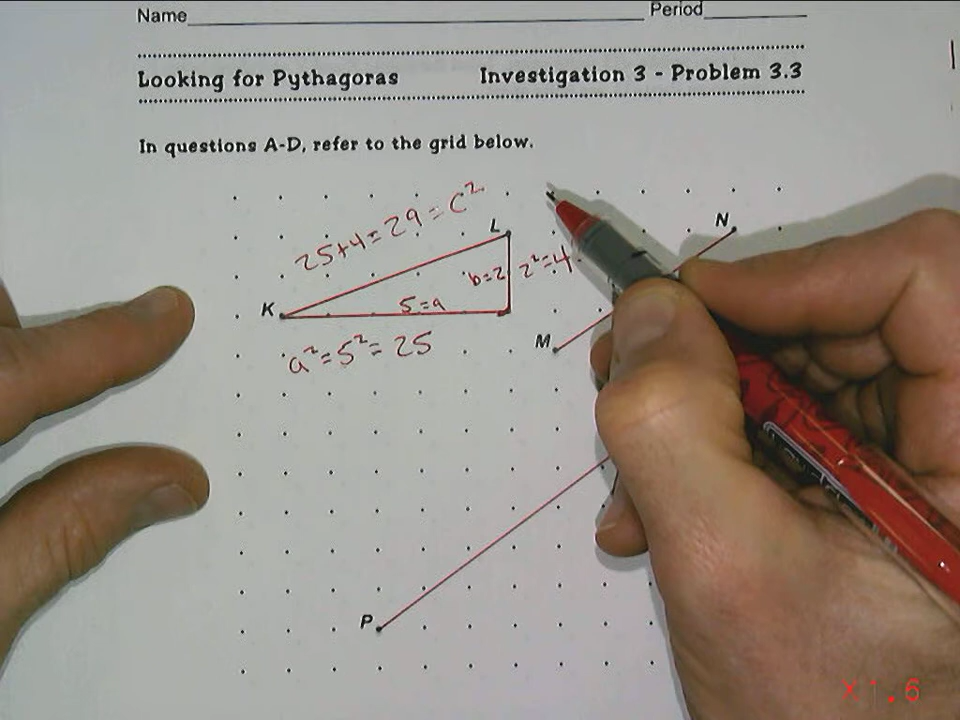 Name Period
Looking for Pythagoras Investigation 3 - Problem 3.3
In questions A-D, refer to the grid below.
25+4=29=c²
L
N
b=2 2²=4
5=a
K
a²=5²=25
M
P
x1.6